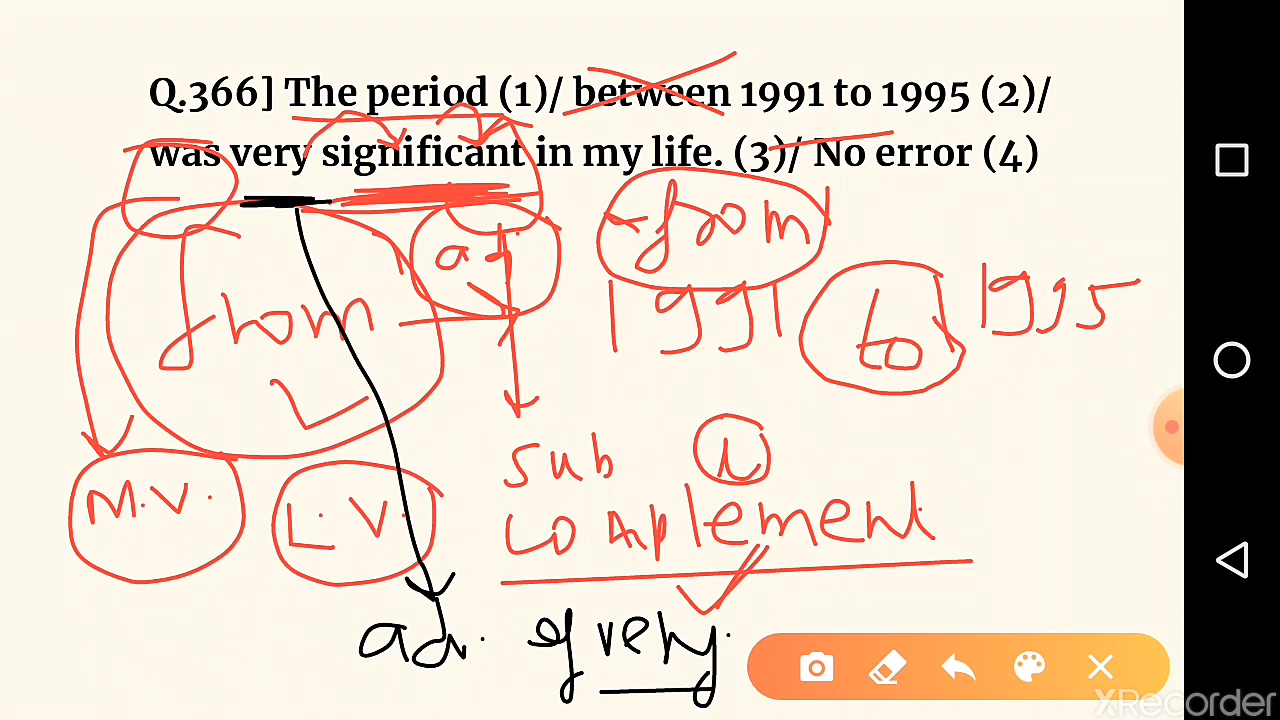 Q.366] The period (1)/ between 1991 to 1995 (2)/
was very significant in my life. (3)/ No error (4)
from
adj
from
1991 to 1995
sub
complement
M.V. L.V.
adv. of very.
XRecorder